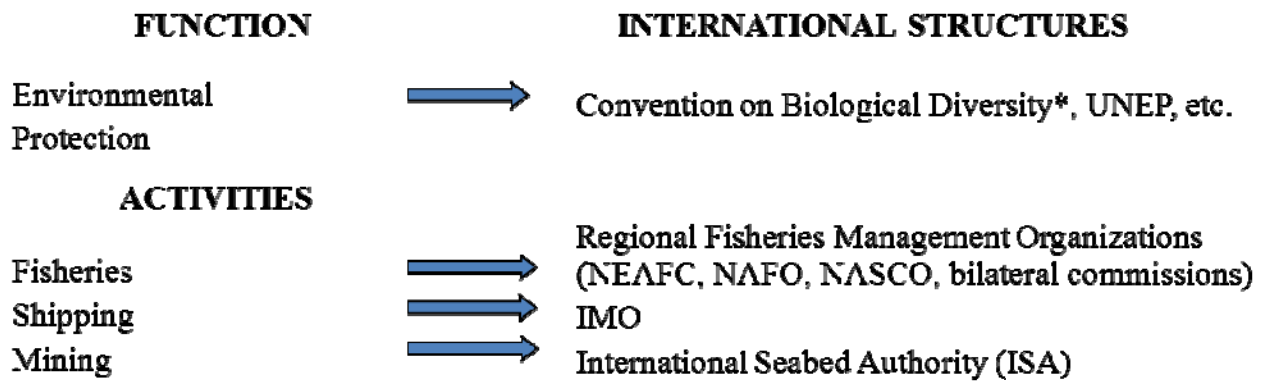 FUNCTION INTERNATIONAL STRUCTURES
Environmental
Protection
Convention on Biological Diversity*, UNEP, etc.
ACTIVITIES
Regional Fisheries Management Organizations
Fisheries (NEAFC, NAFO, NASCO, bilateral commissions)
Shipping IMO
Mining International Seabed Authority (ISA)